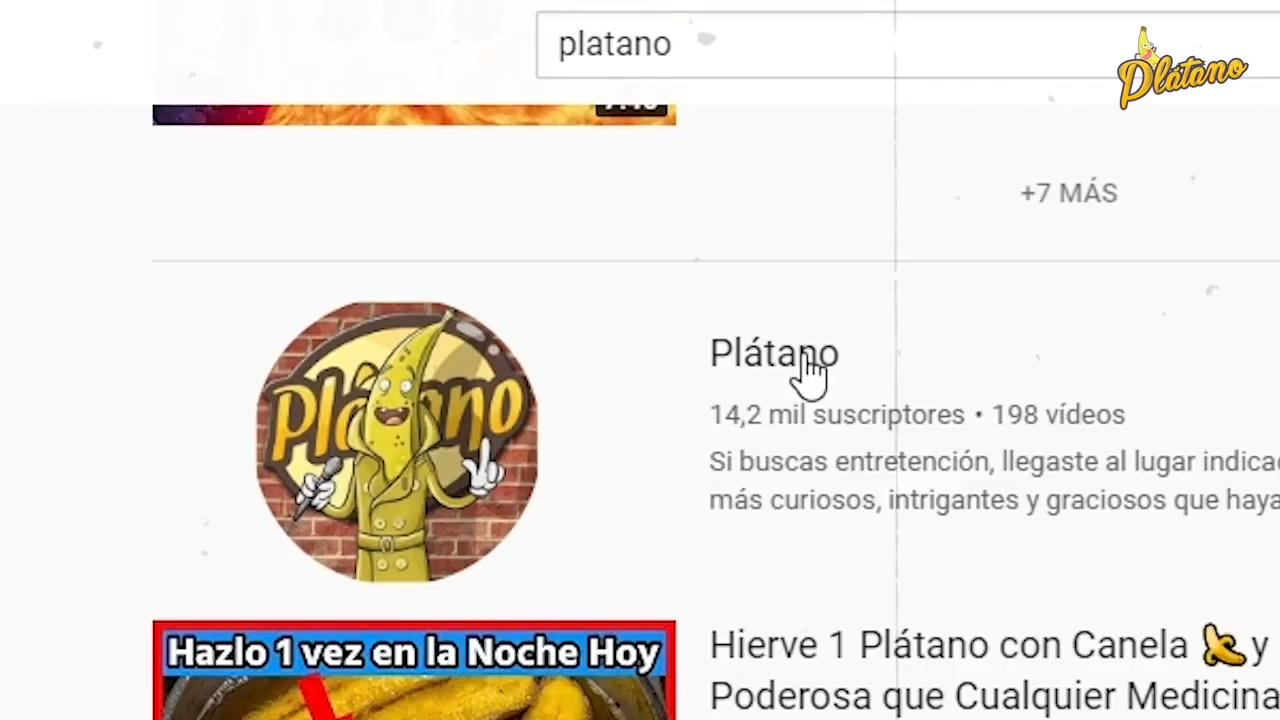 platano
Plátano
+7 MÁS
Plátano
Plátano
14,2 mil suscriptores • 198 vídeos
Si buscas entretención, llegaste al lugar
más curiosos, intrigantes y graciosos que
Hazlo 1 vez en la Noche Hoy
Hierve 1 Plátano con Canela 🍌y
Poderosa que Cualquier Medicina